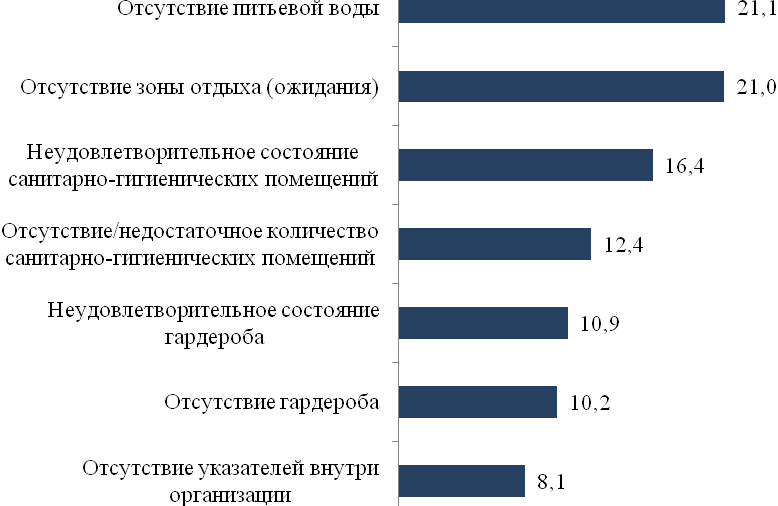 Отсутствие питьевой воды
21,1
Отсутствие зоны отдыха (ожидания)
21,0
Неудовлетворительное состояние
санитарно-гигиенических помещений
16,4
Отсутствие/недостаточное количество
санитарно-гигиенических помещений
12,4
Неудовлетворительное состояние
гардероба
10,9
Отсутствие гардероба
10,2
Отсутствие указателей внутри
организации
8,1